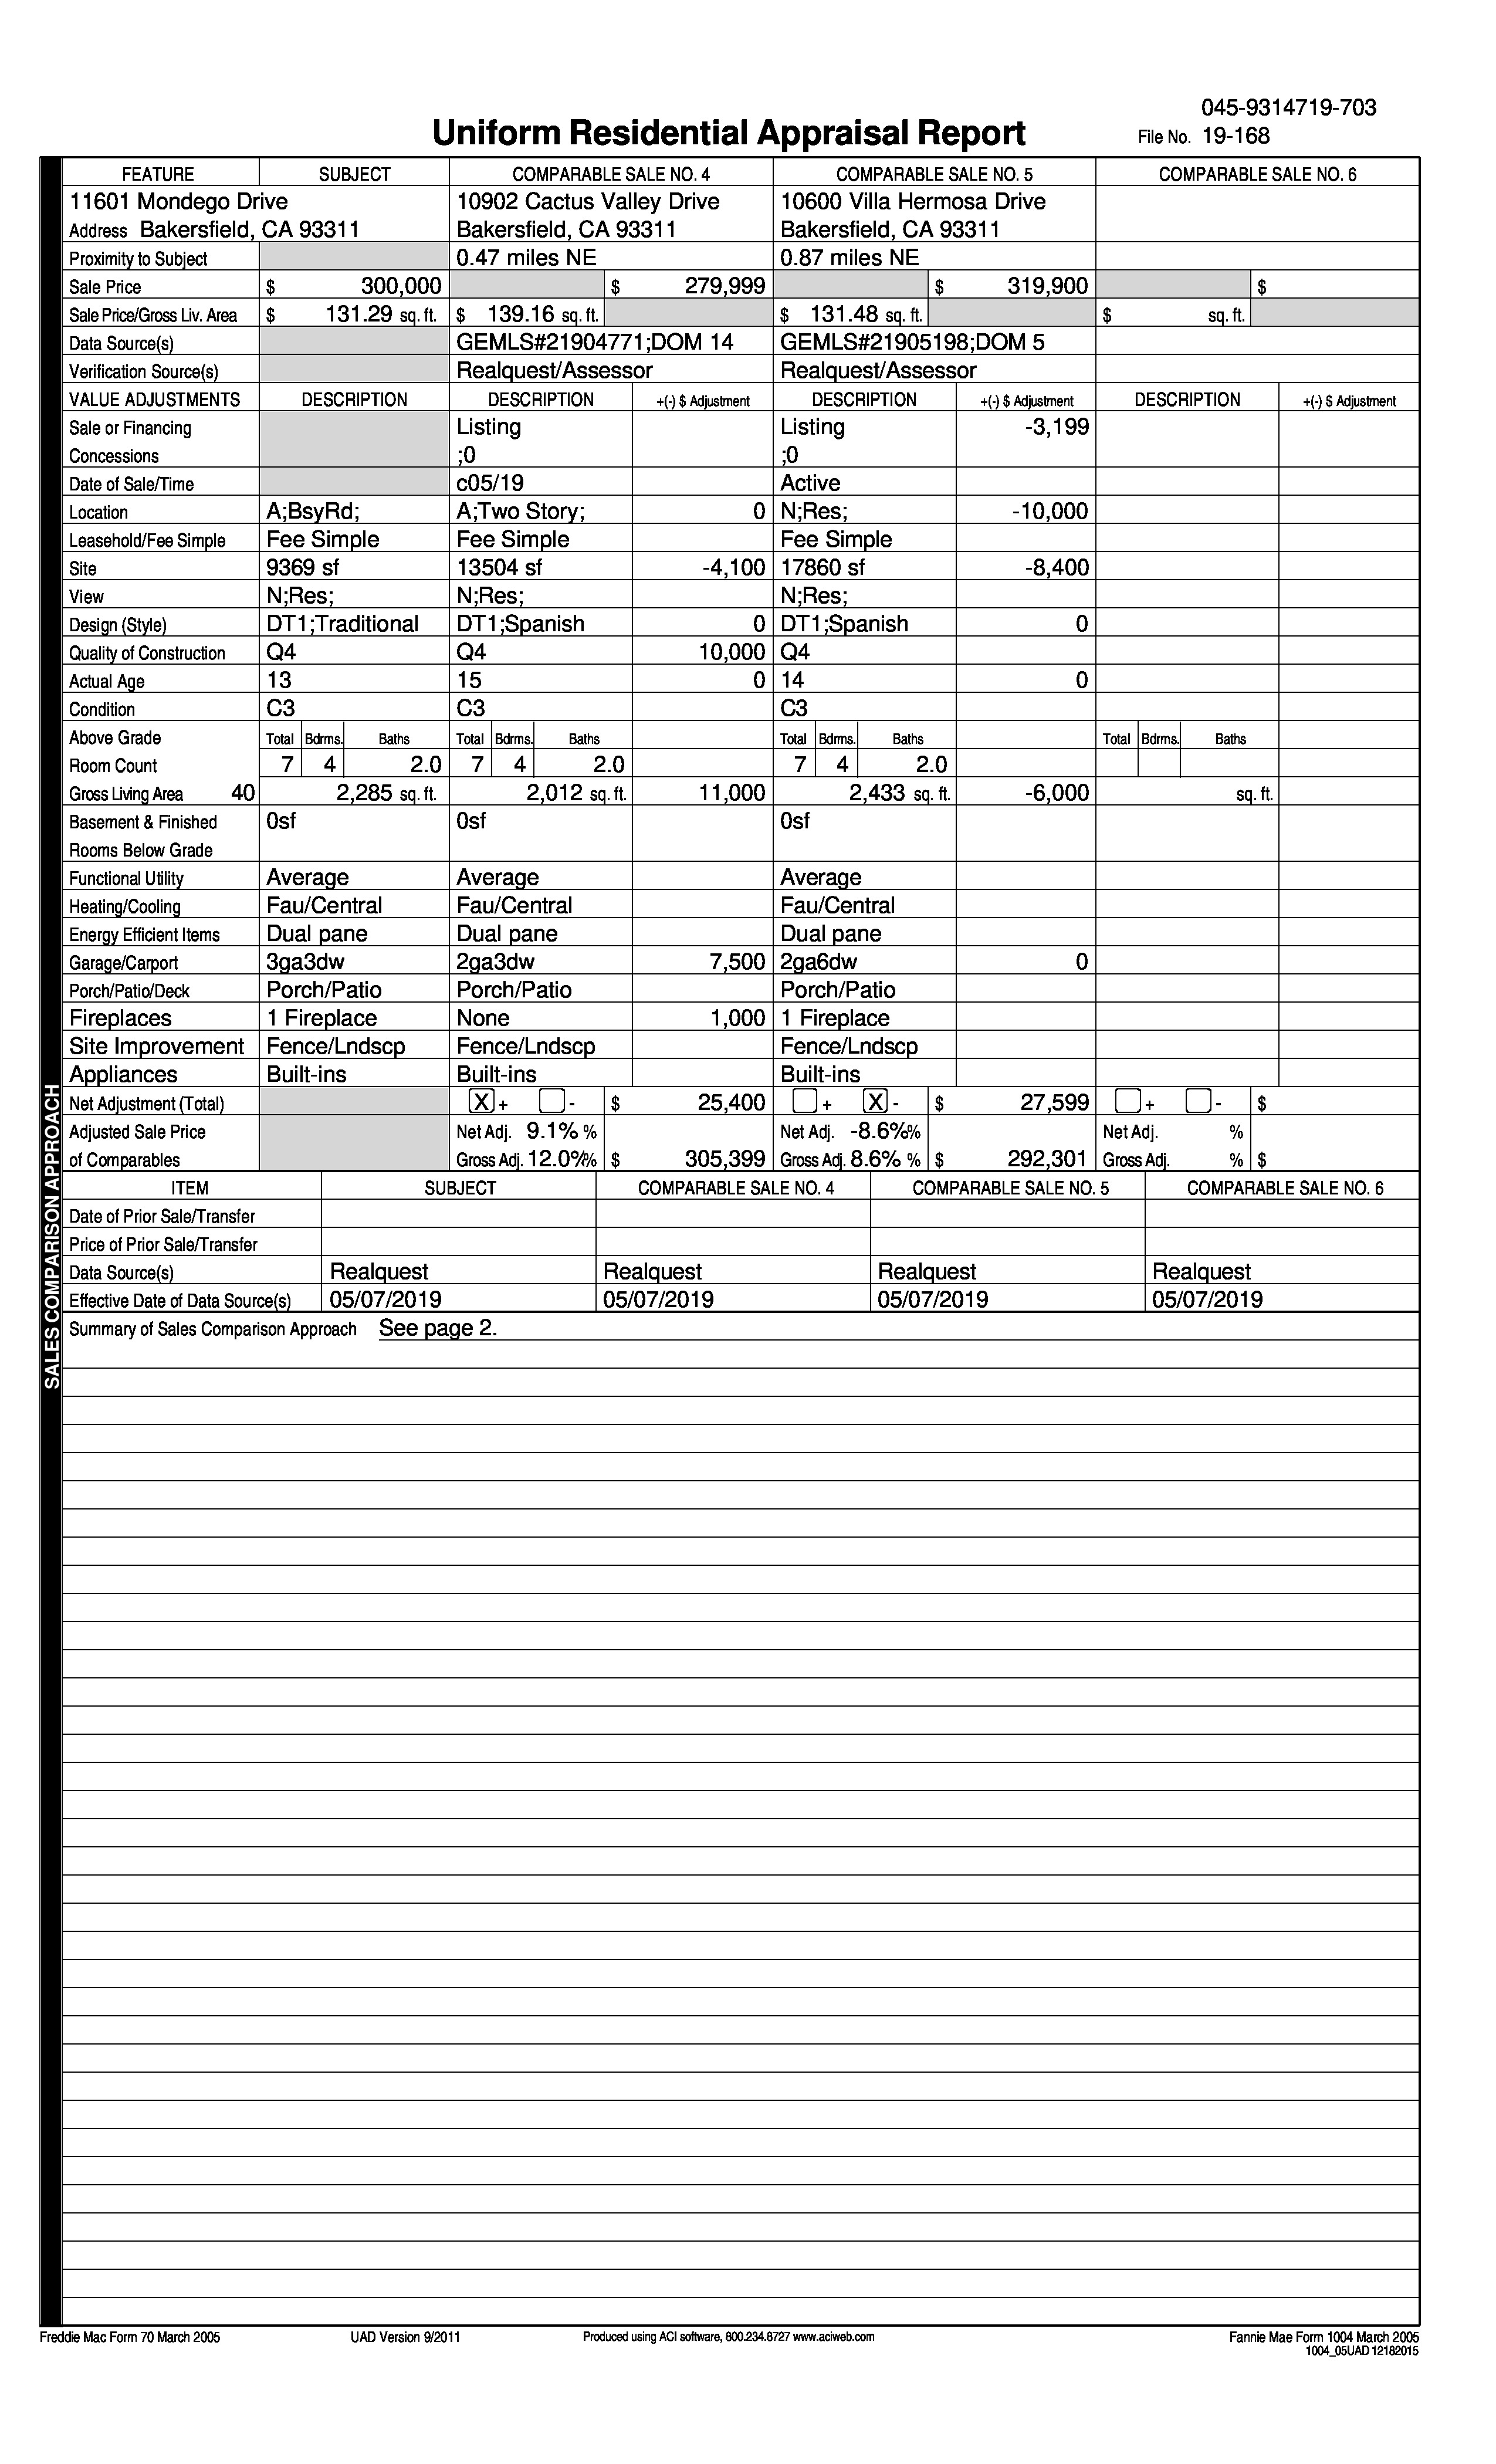 045-9314719-703
Uniform Residential Appraisal Report File No. 19-168
FEATURE SUBJECT COMPARABLE SALE NO. 4 COMPARABLE SALE NO. 5 COMPARABLE SALE NO. 6
11601 Mondego Drive 10902 Cactus Valley Drive 10600 Villa Hermosa Drive
Address Bakersfield, CA 93311 Bakersfield, CA 93311 Bakersfield, CA 93311
Proximity to Subject 0.47 miles NE 0.87 miles NE
Sale Price $ 300,000 $ 279,999 $ 319,900 $
Sale Price/Gross Liv. Area $ 131.29 sq. ft. $ 139.16 sq. ft. $ 131.48 sq. ft. $ sq. ft.
Data Source(s) GEMLS#21904771;DOM 14 GEMLS#21905198;DOM 5
Verification Source(s) Realquest/Assessor Realquest/Assessor
VALUE ADJUSTMENTS DESCRIPTION DESCRIPTION +(-) $ Adjustment DESCRIPTION +(-) $ Adjustment DESCRIPTION +(-) $ Adjustment
Sale or Financing Listing Listing -3,199
Concessions ;0 ;0
Date of Sale/Time c05/19 Active
Location A;BsyRd; A;Two Story; 0 N;Res; -10,000
Leasehold/Fee Simple Fee Simple Fee Simple Fee Simple
Site 9369 sf 13504 sf -4,100 17860 sf -8,400
View N;Res; N;Res; N;Res;
Design (Style) DT1;Traditional DT1;Spanish 0 DT1;Spanish 0
Quality of Construction Q4 Q4 10,000 Q4
Actual Age 13 15 0 14 0
Condition C3 C3 C3
Above Grade Total Bdrms. Baths Total Bdrms. Baths Total Bdrms. Baths Total Bdrms. Baths
Room Count 7 4 2.0 7 4 2.0 7 4 2.0
Gross Living Area 40 2,285 sq. ft. 2,012 sq. ft. 11,000 2,433 sq. ft. -6,000 sq. ft.
Basement & Finished 0sf 0sf 0sf
Rooms Below Grade
Functional Utility Average Average Average
Heating/Cooling Fau/Central Fau/Central Fau/Central
Energy Efficient Items Dual pane Dual pane Dual pane
Garage/Carport 3ga3dw 2ga3dw 7,500 2ga6dw 0
Porch/Patio/Deck Porch/Patio Porch/Patio Porch/Patio
Fireplaces 1 Fireplace None 1,000 1 Fireplace
Site Improvement Fence/Lndscp Fence/Lndscp Fence/Lndscp
Appliances Built-ins Built-ins Built-ins
Net Adjustment (Total) X + - $ 25,400 + X - $ 27,599 + - $
Adjusted Sale Price Net Adj. 9.1% % Net Adj. -8.6%% Net Adj. %
of Comparables Gross Adj. 12.0%% $ 305,399 Gross Adj. 8.6% % $ 292,301 Gross Adj. % $
ITEM SUBJECT COMPARABLE SALE NO. 4 COMPARABLE SALE NO. 5 COMPARABLE SALE NO. 6
Date of Prior Sale/Transfer
Price of Prior Sale/Transfer
Data Source(s) Realquest Realquest Realquest Realquest
Effective Date of Data Source(s) 05/07/2019 05/07/2019 05/07/2019 05/07/2019
Summary of Sales Comparison Approach See page 2.
SALES COMPARISON APPROACH
Freddie Mac Form 70 March 2005 UAD Version 9/2011 Produced using ACI software, 800.234.8727 www.aciweb.com Fannie Mae Form 1004 March 2005
1004_05UAD 12182015